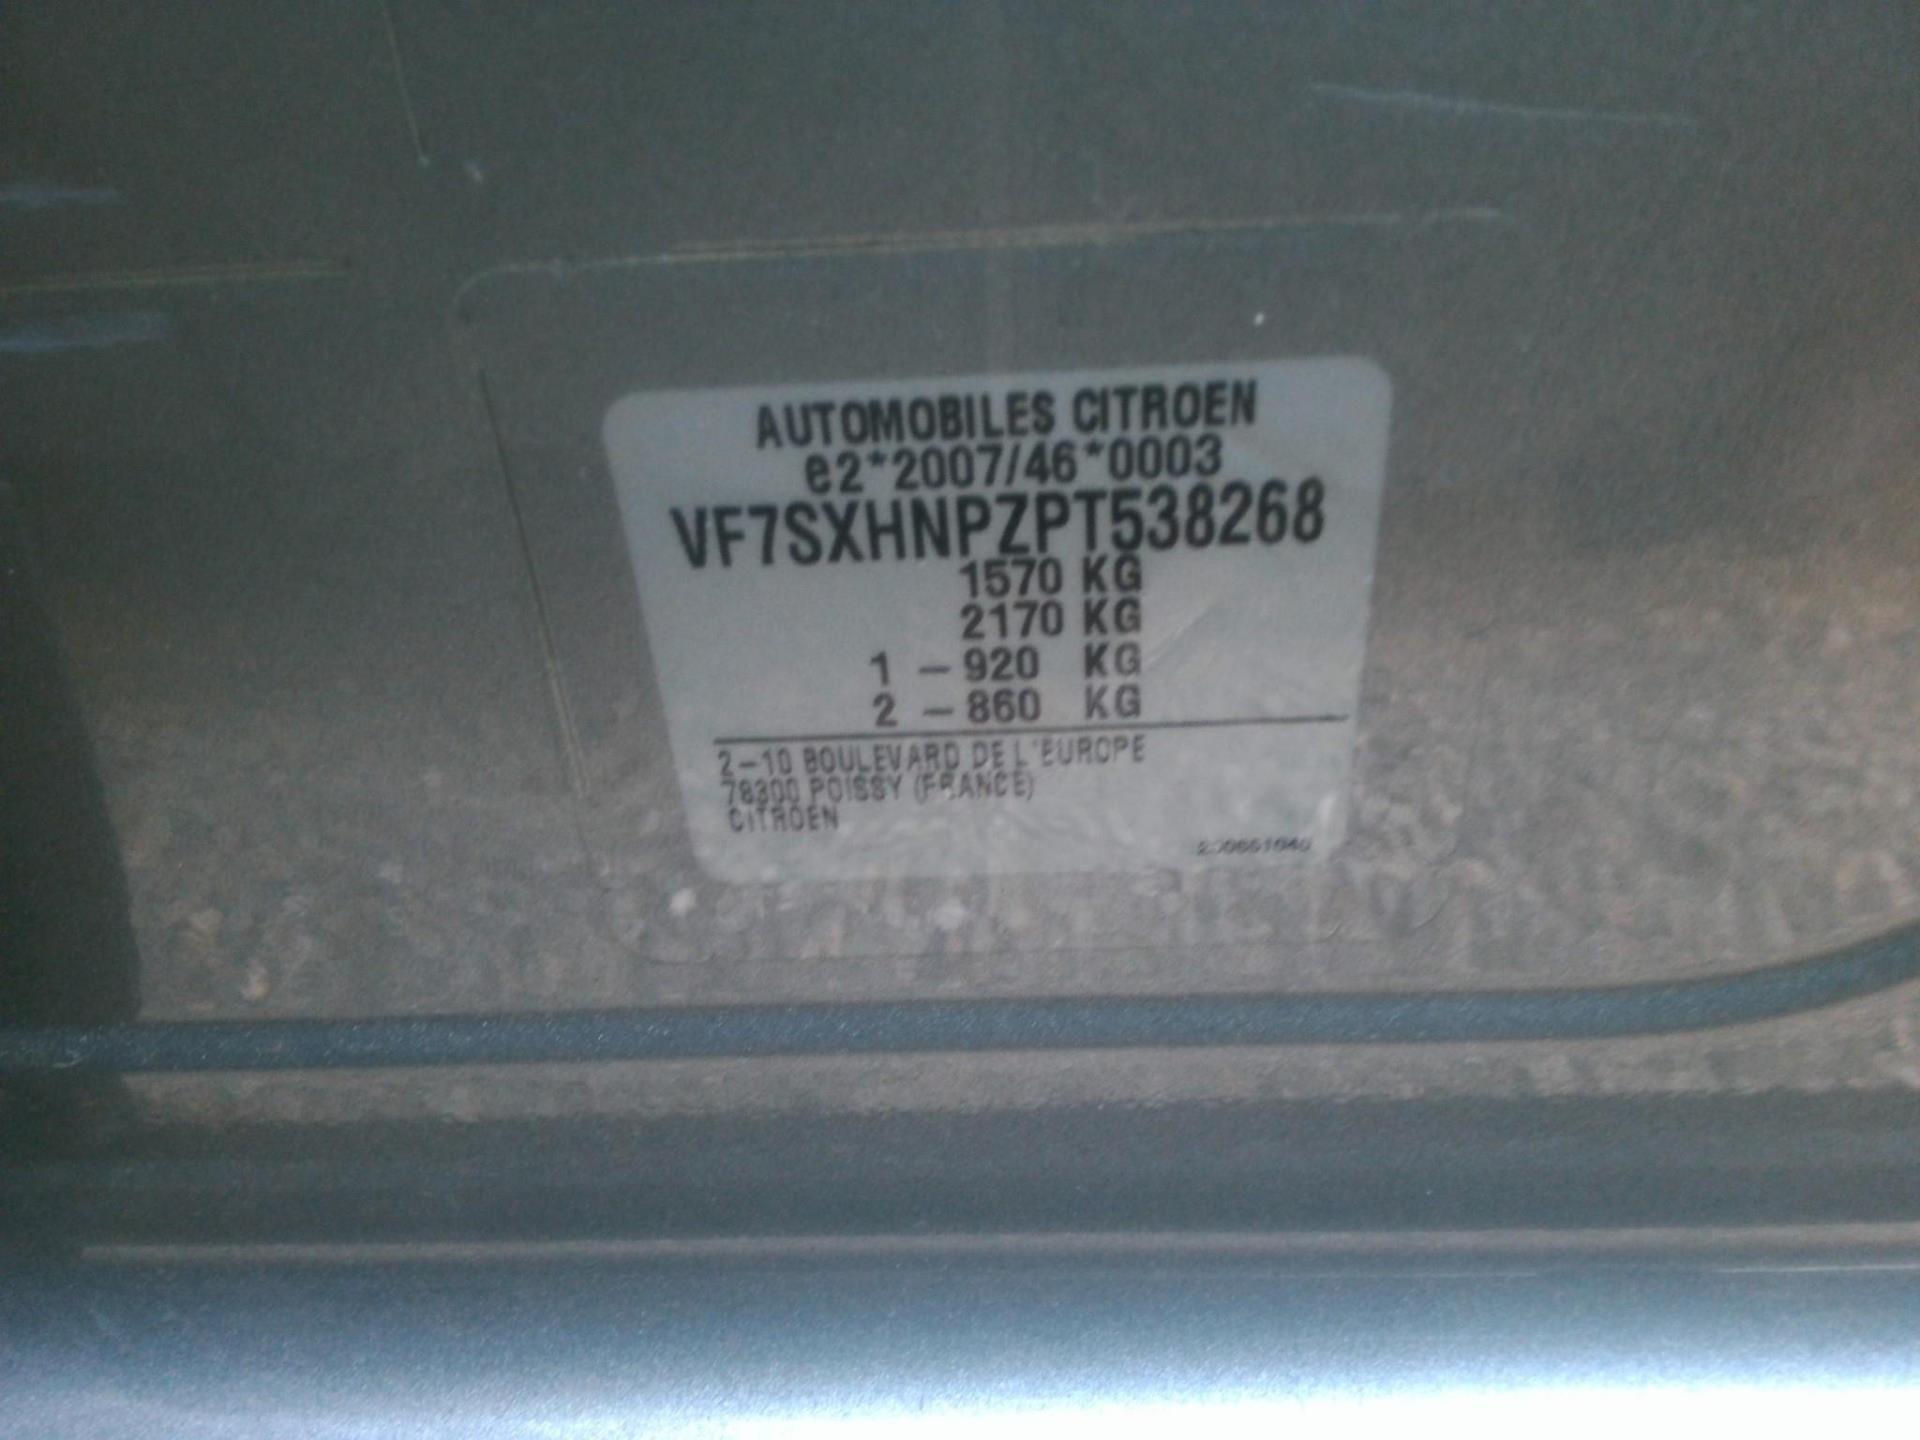 AUTOMOBILES CITROEN
e2*2007/46*0003
VF7SXHNPZPT538268
1570 KG
2170 KG
1 - 920 KG
2 - 860 KG
2-10 BOULEVARD DE L'EUROPE
78300 POISSY (FRANCE)
CITROEN